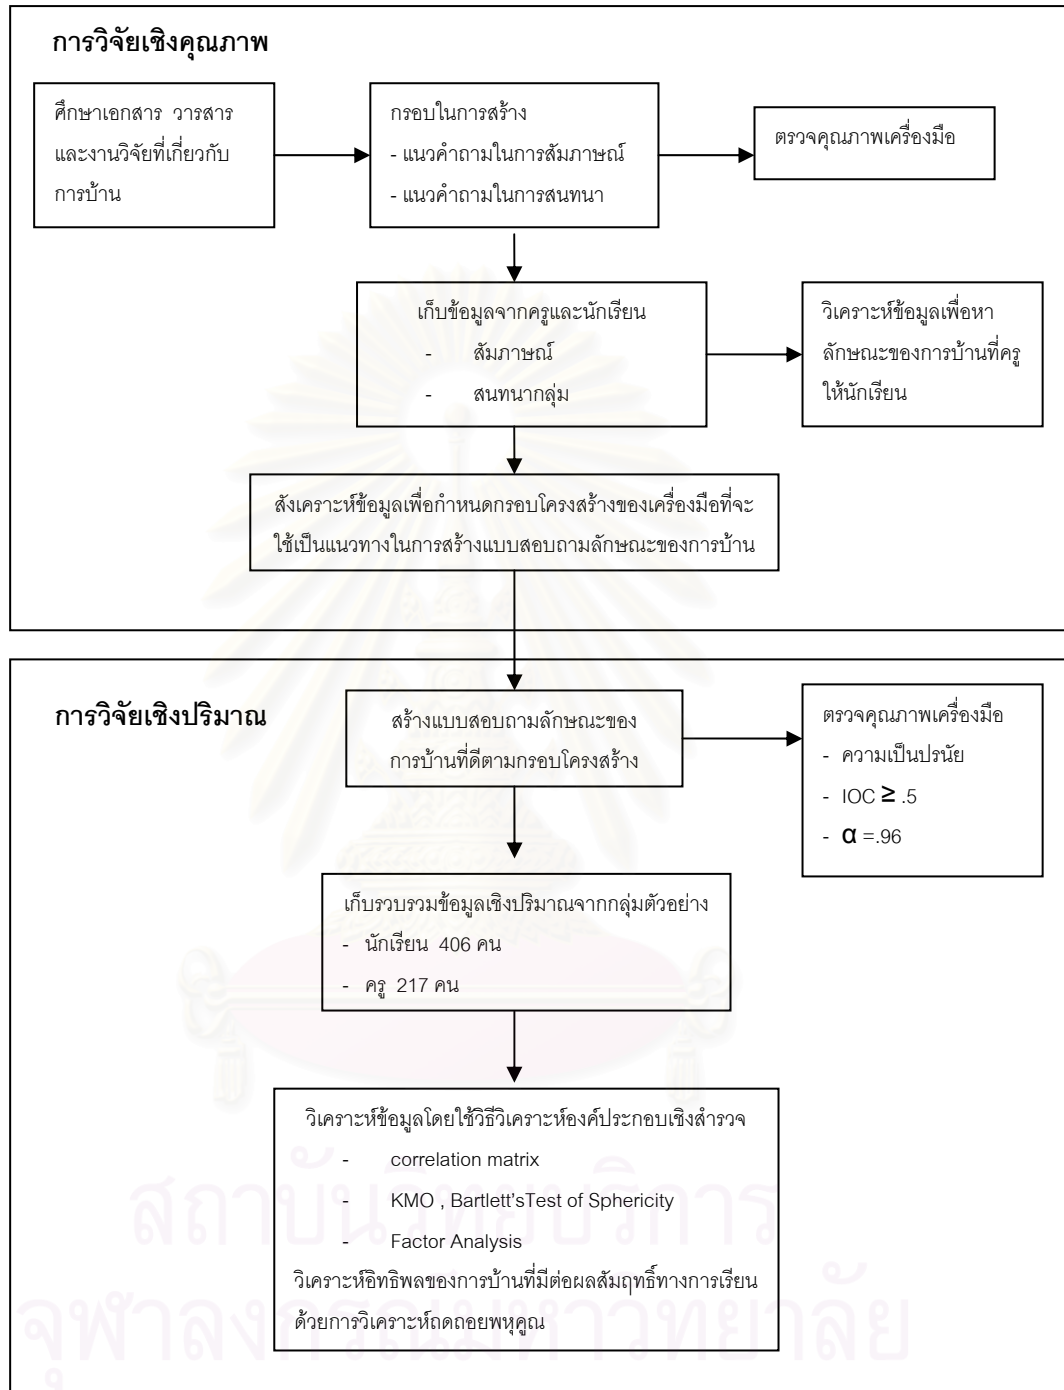 การวิจัยเชิงคุณภาพ
ศึกษาเอกสาร วารสาร
และงานวิจัยที่เกี่ยวกับ
การบ้าน
กรอบในการสร้าง
- แนวคำถามในการสัมภาษณ์
- แนวคำถามในการสนทนา
ตรวจคุณภาพเครื่องมือ
เก็บข้อมูลจากครูและนักเรียน
- สัมภาษณ์
- สนทนากลุ่ม
วิเคราะห์ข้อมูลเพื่อหา
ลักษณะของการบ้านที่ครู
ให้นักเรียน
สังเคราะห์ข้อมูลเพื่อกำหนดกรอบโครงสร้างของเครื่องมือที่จะ
ใช้เป็นแนวทางในการสร้างแบบสอบถามลักษณะของการบ้าน
การวิจัยเชิงปริมาณ
สร้างแบบสอบถามลักษณะของ
การบ้านที่ดีตามกรอบโครงสร้าง
ตรวจคุณภาพเครื่องมือ
- ความเป็นปรนัย
- IOC ≥ .5
- α =.96
เก็บรวบรวมข้อมูลเชิงปริมาณจากกลุ่มตัวอย่าง
- นักเรียน 406 คน
- ครู 217 คน
วิเคราะห์ข้อมูลโดยใช้วิธีวิเคราะห์องค์ประกอบเชิงสำรวจ
- correlation matrix
- KMO , Bartlett'sTest of Sphericity
- Factor Analysis
วิเคราะห์อิทธิพลของการบ้านที่มีต่อผลสัมฤทธิ์ทางการเรียน
ด้วยการวิเคราะห์ถดถอยพหุคูณ
สถาบันวิทยบริการ
จุฬาลงกรณ์มหาวิทยาลัย